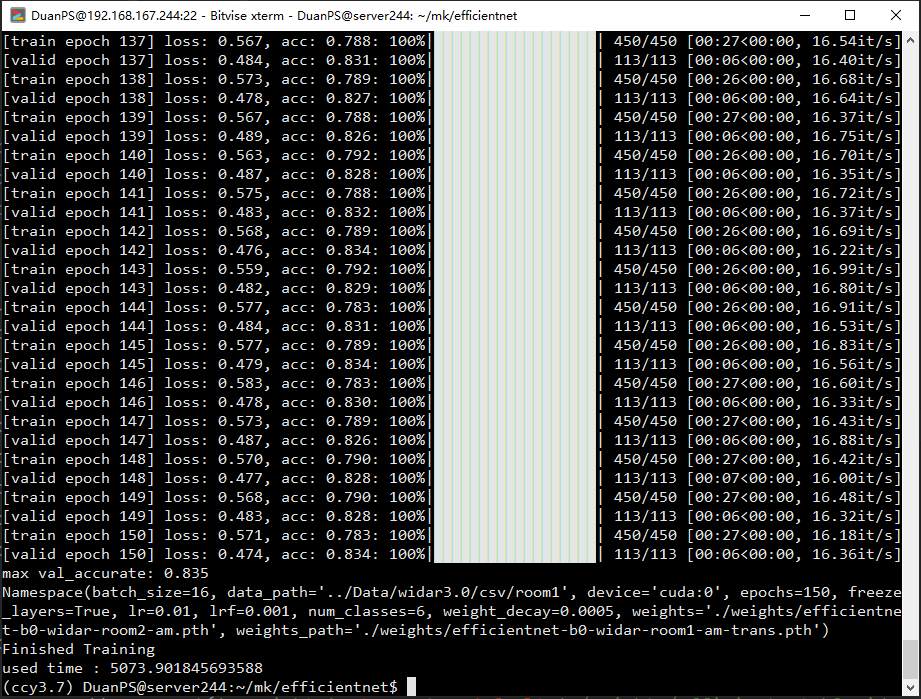 DuanPS@192.168.167.244:22 - Bitvise xterm - DuanPS@server244: ~/mk/efficientnet
[train epoch 137] loss: 0.567, acc: 0.788: 100%| | 450/450 [00:27<00:00, 16.54it/s]
[valid epoch 137] loss: 0.484, acc: 0.831: 100%| | 113/113 [00:06<00:00, 16.40it/s]
[train epoch 138] loss: 0.573, acc: 0.789: 100%| | 450/450 [00:26<00:00, 16.68it/s]
[valid epoch 138] loss: 0.478, acc: 0.827: 100%| | 113/113 [00:06<00:00, 16.64it/s]
[train epoch 139] loss: 0.567, acc: 0.788: 100%| | 450/450 [00:27<00:00, 16.37it/s]
[valid epoch 139] loss: 0.489, acc: 0.826: 100%| | 113/113 [00:06<00:00, 16.75it/s]
[train epoch 140] loss: 0.563, acc: 0.792: 100%| | 450/450 [00:26<00:00, 16.70it/s]
[valid epoch 140] loss: 0.487, acc: 0.828: 100%| | 113/113 [00:06<00:00, 16.35it/s]
[train epoch 141] loss: 0.575, acc: 0.788: 100%| | 450/450 [00:26<00:00, 16.72it/s]
[valid epoch 141] loss: 0.483, acc: 0.832: 100%| | 113/113 [00:06<00:00, 16.37it/s]
[train epoch 142] loss: 0.568, acc: 0.789: 100%| | 450/450 [00:26<00:00, 16.69it/s]
[valid epoch 142] loss: 0.476, acc: 0.834: 100%| | 113/113 [00:06<00:00, 16.22it/s]
[train epoch 143] loss: 0.559, acc: 0.792: 100%| | 450/450 [00:26<00:00, 16.99it/s]
[valid epoch 143] loss: 0.482, acc: 0.829: 100%| | 113/113 [00:06<00:00, 16.80it/s]
[train epoch 144] loss: 0.577, acc: 0.783: 100%| | 450/450 [00:26<00:00, 16.91it/s]
[valid epoch 144] loss: 0.484, acc: 0.831: 100%| | 113/113 [00:06<00:00, 16.53it/s]
[train epoch 145] loss: 0.577, acc: 0.789: 100%| | 450/450 [00:26<00:00, 16.83it/s]
[valid epoch 145] loss: 0.479, acc: 0.834: 100%| | 113/113 [00:06<00:00, 16.56it/s]
[train epoch 146] loss: 0.583, acc: 0.783: 100%| | 450/450 [00:27<00:00, 16.60it/s]
[valid epoch 146] loss: 0.478, acc: 0.830: 100%| | 113/113 [00:06<00:00, 16.33it/s]
[train epoch 147] loss: 0.573, acc: 0.789: 100%| | 450/450 [00:27<00:00, 16.43it/s]
[valid epoch 147] loss: 0.487, acc: 0.826: 100%| | 113/113 [00:06<00:00, 16.88it/s]
[train epoch 148] loss: 0.570, acc: 0.790: 100%| | 450/450 [00:27<00:00, 16.42it/s]
[valid epoch 148] loss: 0.477, acc: 0.828: 100%| | 113/113 [00:07<00:00, 16.00it/s]
[train epoch 149] loss: 0.568, acc: 0.790: 100%| | 450/450 [00:27<00:00, 16.48it/s]
[valid epoch 149] loss: 0.483, acc: 0.828: 100%| | 113/113 [00:06<00:00, 16.32it/s]
[train epoch 150] loss: 0.571, acc: 0.783: 100%| | 450/450 [00:27<00:00, 16.18it/s]
[valid epoch 150] loss: 0.474, acc: 0.834: 100%| | 113/113 [00:06<00:00, 16.36it/s]
max val_accurate: 0.835
Namespace(batch_size=16, data_path='../Data/widar3.0/csv/room1', device='cuda:0', epochs=150, freeze
_layers=True, lr=0.01, lrf=0.001, num_classes=6, weight_decay=0.0005, weights='./weights/efficientne
t-b0-widar-room2-am.pth', weights_path='./weights/efficientnet-b0-widar-room1-am-trans.pth')
Finished Training
used time : 5073.901845693588
(ccy3.7) DuanPS@server244:~/mk/efficientnet$